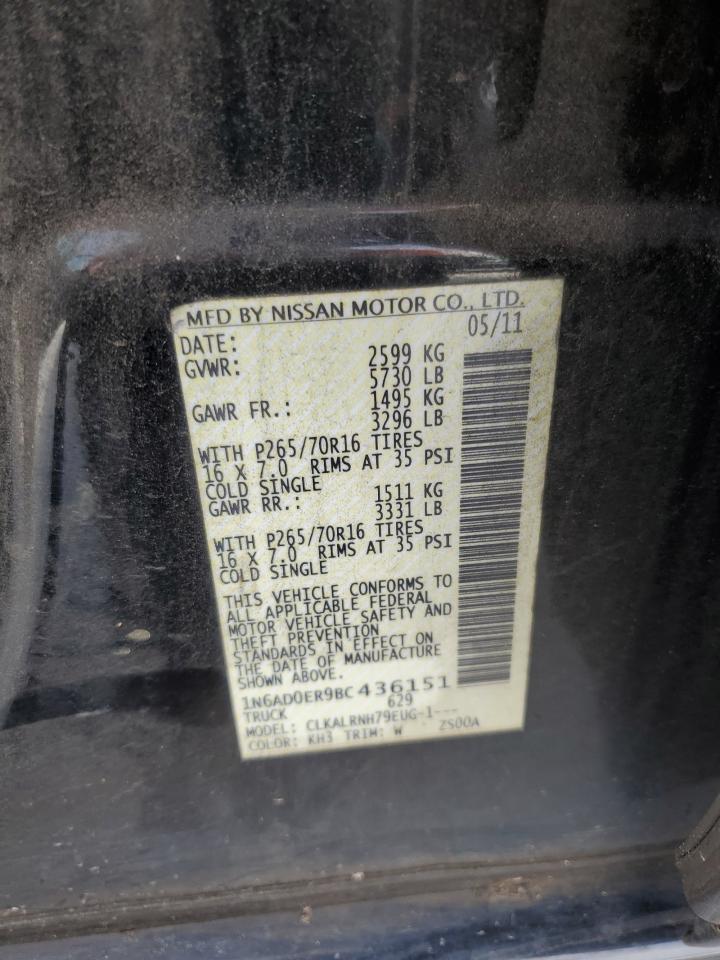 MFD BY NISSAN MOTOR CO., LTD.
DATE: 05/11
GVWR: 2599 KG
5730 LB
GAWR FR.: 1495 KG
3296 LB
WITH P265/70R16 TIRES
16 X 7.0 RIMS AT 35 PSI
COLD SINGLE
GAWR RR.: 1511 KG
3331 LB
WITH P265/70R16 TIRES
16 X 7.0 RIMS AT 35 PSI
COLD SINGLE
THIS VEHICLE CONFORMS TO
ALL APPLICABLE FEDERAL
MOTOR VEHICLE SAFETY AND
THEFT PREVENTION
STANDARDS IN EFFECT ON
THE DATE OF MANUFACTURE
SHOWN ABOVE.
1N6AD0ER9BC436151
TRUCK 629
MODEL: CLKALRNH79EUG-1---
COLOR: KH3 TRIM: W ZS00A